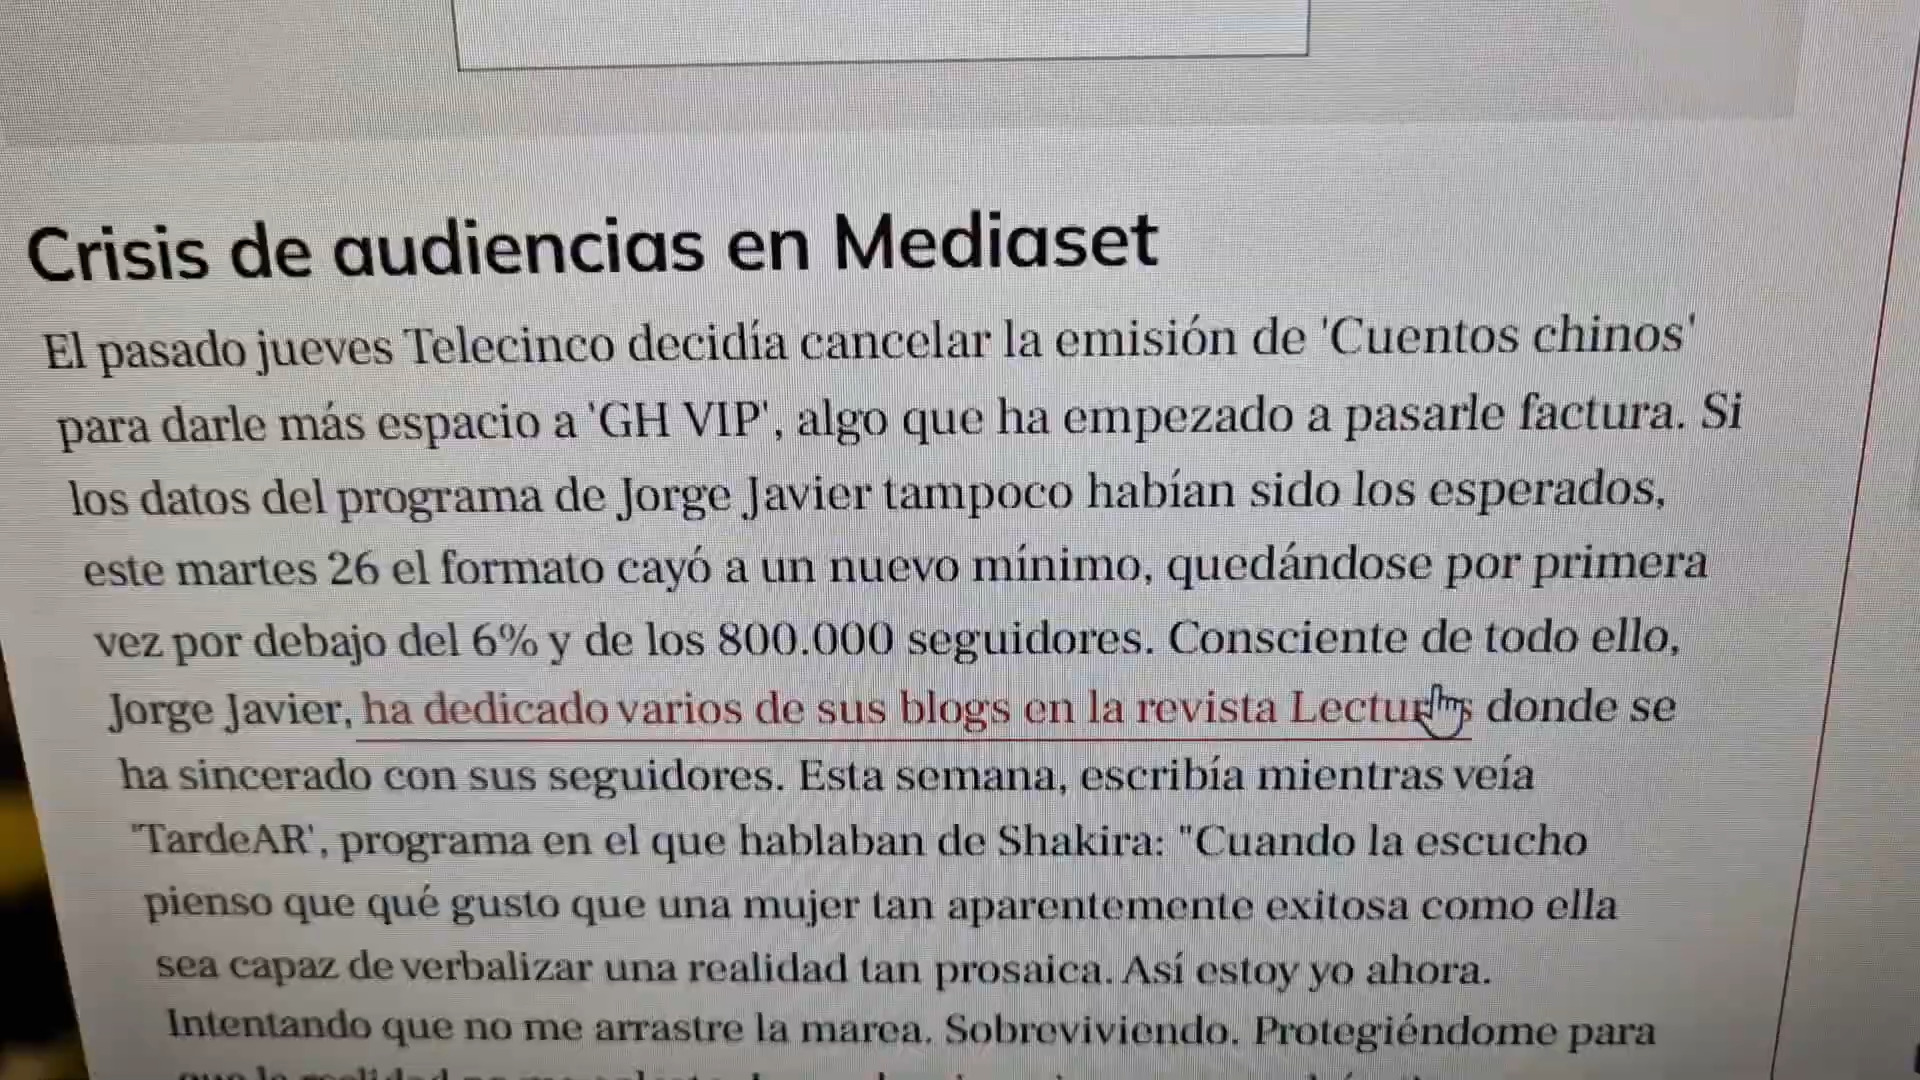 Crisis de audiencias en Mediaset
El pasado jueves Telecinco decidía cancelar la emisión de 'Cuentos chinos'
para darle más espacio a 'GH VIP', algo que ha empezado a pasarle factura. Si
los datos del programa de Jorge Javier tampoco habían sido los esperados,
este martes 26 el formato cayó a un nuevo mínimo, quedándose por primera
vez por debajo del 6% y de los 800.000 seguidores. Consciente de todo ello,
Jorge Javier, ha dedicado varios de sus blogs en la revista Lecturas donde se
ha sincerado con sus seguidores. Esta semana, escribía mientras veía
'TardeAR', programa en el que hablaban de Shakira: "Cuando la escucho
pienso que qué gusto que una mujer tan aparentemente exitosa como ella
sea capaz de verbalizar una realidad tan prosaica. Así estoy yo ahora.
Intentando que no me arrastre la marea. Sobreviviendo. Protegiéndome para